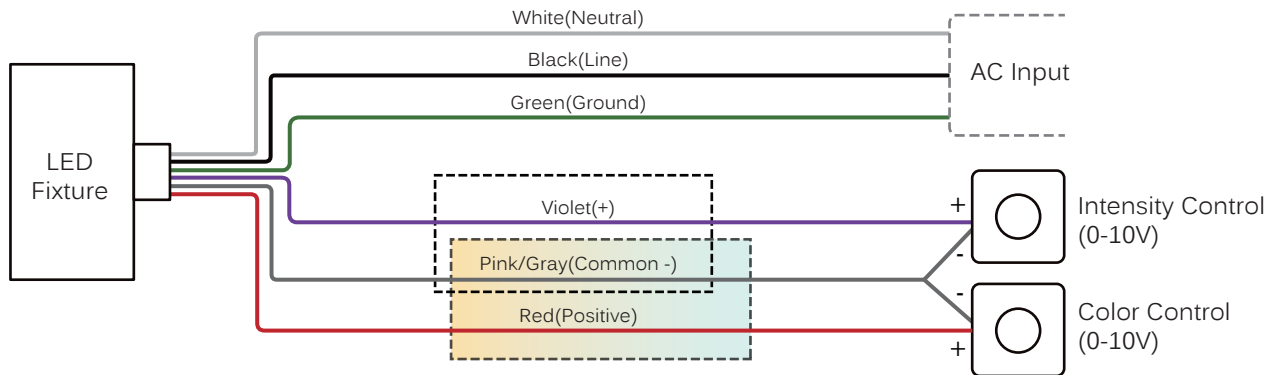 White(Neutral)
Black(Line)
AC Input
Green(Ground)
LED
Fixture
Violet(+)
+
Intensity Control
(0-10V)
-
Pink/Gray(Common -)
-
Red(Positive)
Color Control
(0-10V)
+